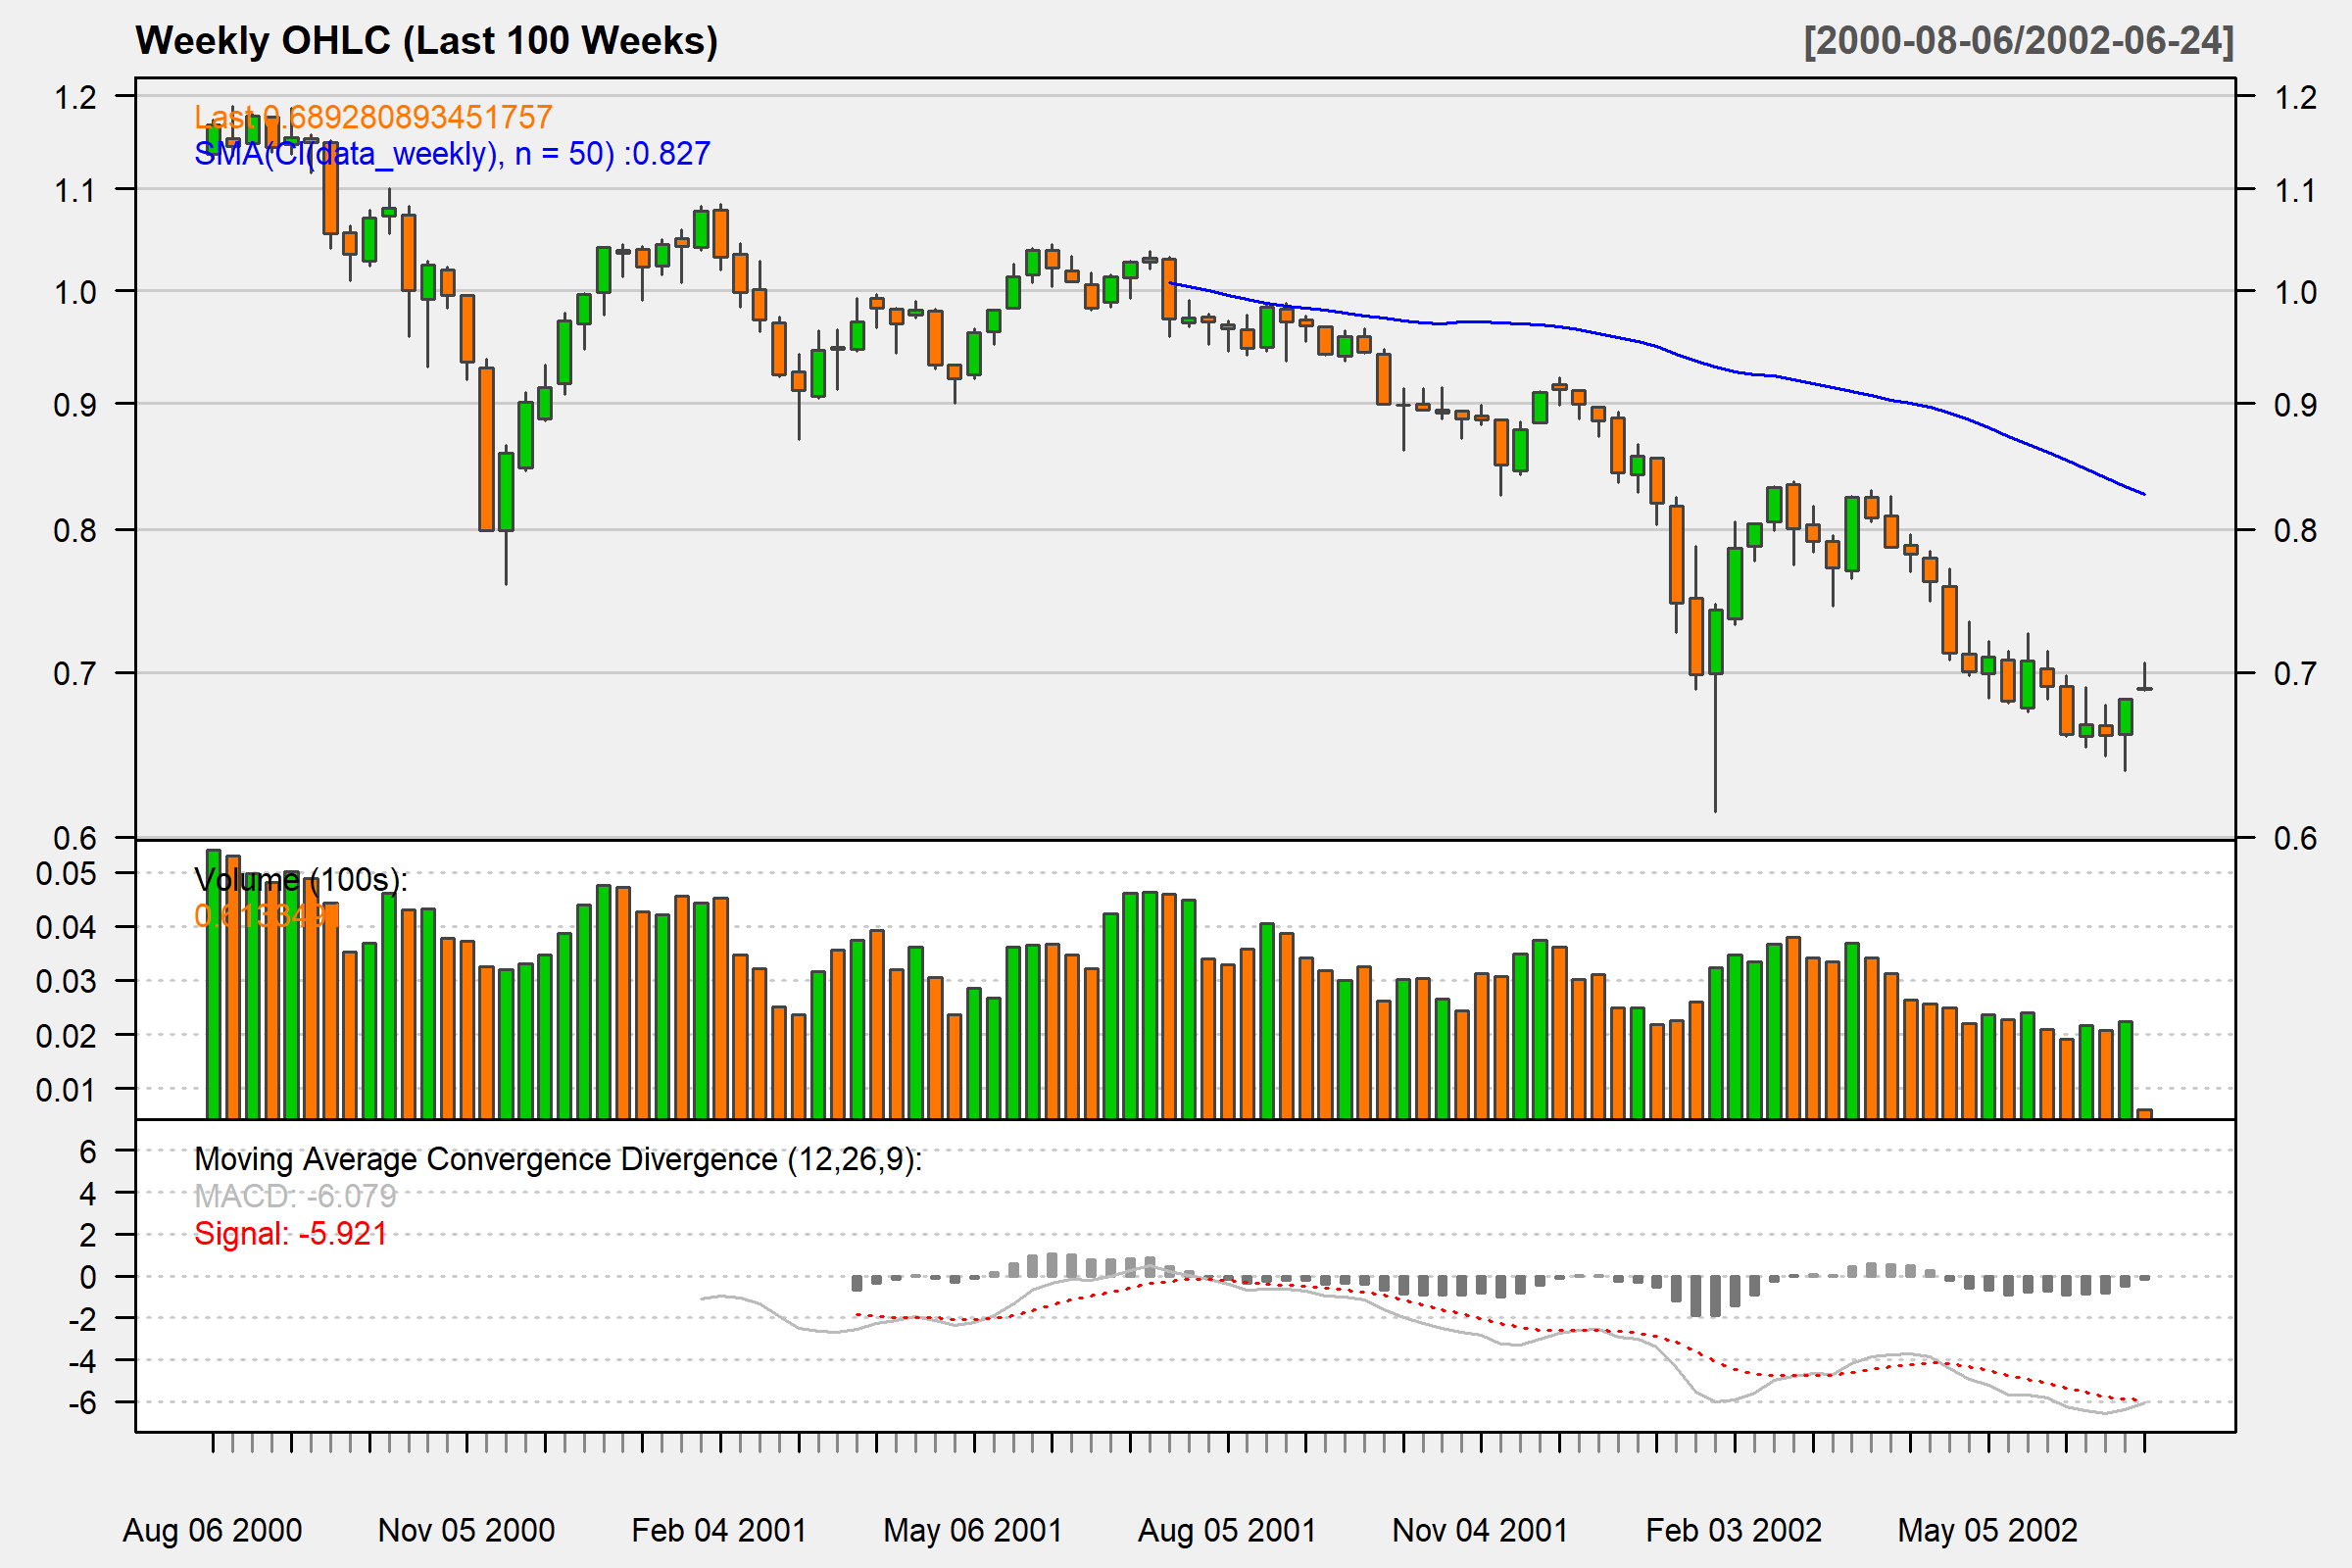 Weekly OHLC (Last 100 Weeks)
[2000-08-06/2002-06-24]
Last 0.689280893451757
SMA(Cl(data_weekly), n = 50) :0.827
1.2
1.1
1.0
0.9
0.8
0.7
0.6
1.2
1.1
1.0
0.9
0.8
0.7
0.6
Volume (100s):
0.05
0.04
0.03
0.02
0.01
Moving Average Convergence Divergence (12,26,9):
MACD: -6.079
Signal: -5.921
6
4
2
0
-2
-4
-6
Aug 06 2000
Nov 05 2000
Feb 04 2001
May 06 2001
Aug 05 2001
Nov 04 2001
Feb 03 2002
May 05 2002